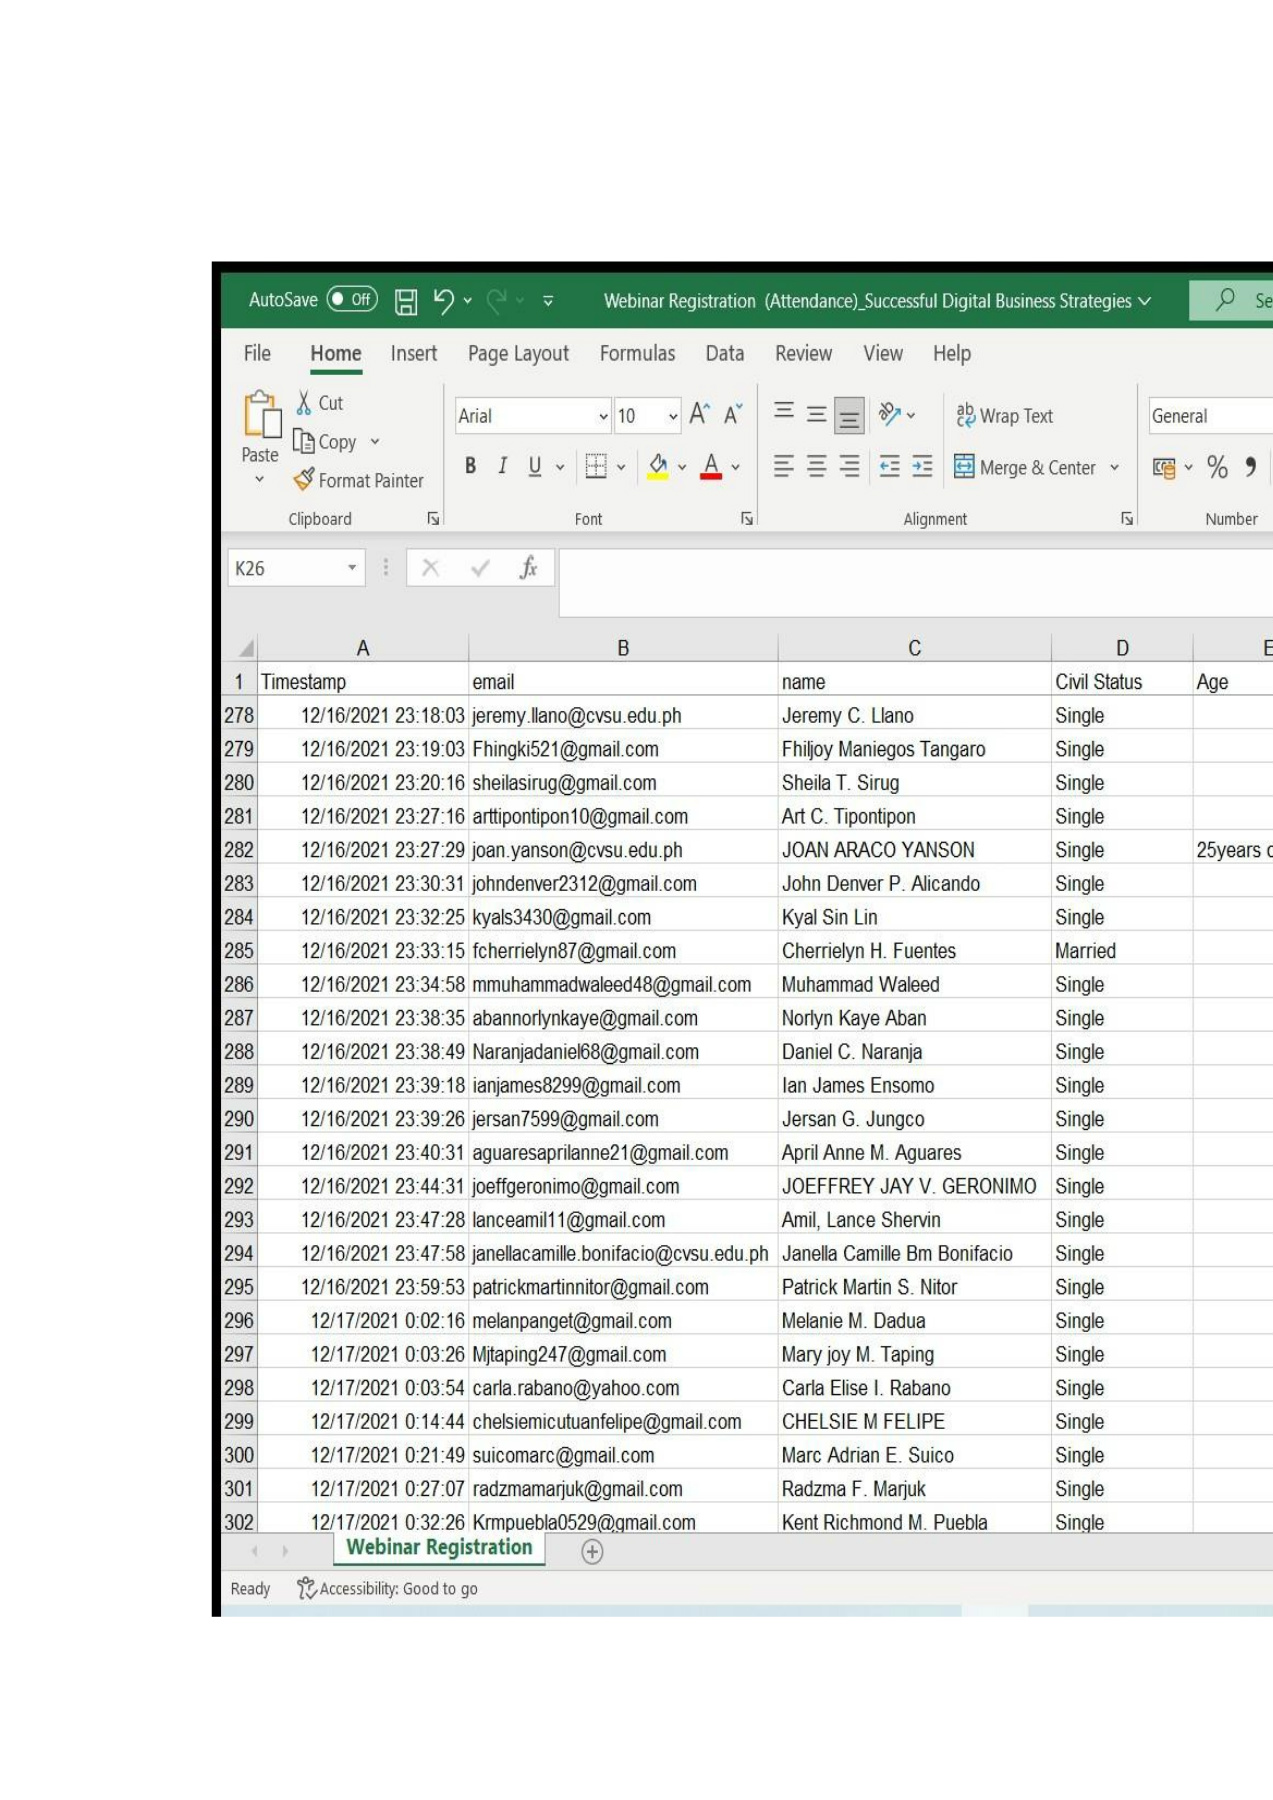 AutoSave Off Webinar Registration (Attendance)_Successful Digital Business Strategies Se
File Home Insert Page Layout Formulas Data Review View Help
Cut
Copy
Paste
Format Painter
Arial 10 A A Wrap Text General
B I U A Merge & Center % ,
Clipboard Font Alignment Number
K26 fx
A B C D E
1 Timestamp email name Civil Status Age
278 12/16/2021 23:18:03 jeremy.llano@cvsu.edu.ph Jeremy C. Llano Single
279 12/16/2021 23:19:03 Fhingki521@gmail.com Fhiljoy Maniegos Tangaro Single
280 12/16/2021 23:20:16 sheilasirug@gmail.com Sheila T. Sirug Single
281 12/16/2021 23:27:16 arttipontipon10@gmail.com Art C. Tipontipon Single
282 12/16/2021 23:27:29 joan.yanson@cvsu.edu.ph JOAN ARACO YANSON Single 25years o
283 12/16/2021 23:30:31 johndenver2312@gmail.com John Denver P. Alicando Single
284 12/16/2021 23:32:25 kyals3430@gmail.com Kyal Sin Lin Single
285 12/16/2021 23:33:15 fcherrielyn87@gmail.com Cherrielyn H. Fuentes Married
286 12/16/2021 23:34:58 mmuhammadwaleed48@gmail.com Muhammad Waleed Single
287 12/16/2021 23:38:35 abannorlynkaye@gmail.com Norlyn Kaye Aban Single
288 12/16/2021 23:38:49 Naranjadaniel68@gmail.com Daniel C. Naranja Single
289 12/16/2021 23:39:18 ianjames8299@gmail.com Ian James Ensomo Single
290 12/16/2021 23:39:26 jersan7599@gmail.com Jersan G. Jungco Single
291 12/16/2021 23:40:31 aguaresaprilanne21@gmail.com April Anne M. Aguares Single
292 12/16/2021 23:44:31 joeffgeronimo@gmail.com JOEFFREY JAY V. GERONIMO Single
293 12/16/2021 23:47:28 lanceamil11@gmail.com Amil, Lance Shervin Single
294 12/16/2021 23:47:58 janellacamille.bonifacio@cvsu.edu.ph Janella Camille Bm Bonifacio Single
295 12/16/2021 23:59:53 patrickmartinnitor@gmail.com Patrick Martin S. Nitor Single
296 12/17/2021 0:02:16 melanpanget@gmail.com Melanie M. Dadua Single
297 12/17/2021 0:03:26 Mjtaping247@gmail.com Mary joy M. Taping Single
298 12/17/2021 0:03:54 carla.rabano@yahoo.com Carla Elise I. Rabano Single
299 12/17/2021 0:14:44 chelsiemicutuanfelipe@gmail.com CHELSIE M FELIPE Single
300 12/17/2021 0:21:49 suicomarc@gmail.com Marc Adrian E. Suico Single
301 12/17/2021 0:27:07 radzmamarjuk@gmail.com Radzma F. Marjuk Single
302 12/17/2021 0:32:26 Krmpuebla0529@gmail.com Kent Richmond M. Puebla Single
Webinar Registration
Ready Accessibility: Good to go